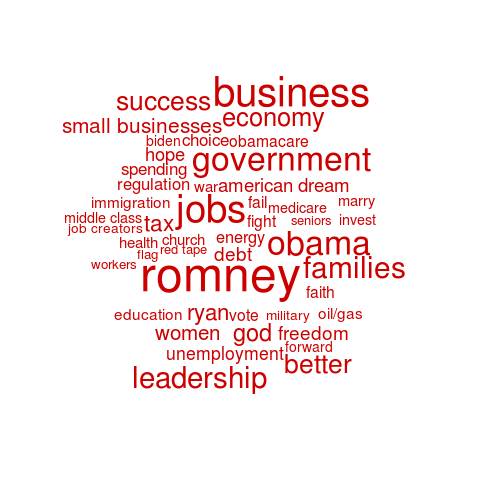 business
success
economy
small businesses
biden choice obamacare
hope government
spending
regulation war american dream
immigration jobs fail medicare marry
middle class tax fight seniors invest
job creators
health church energy obama
flag red tape debt
workers romney families
faith
education ryan vote military oil/gas
women god freedom
unemployment forward
leadership better